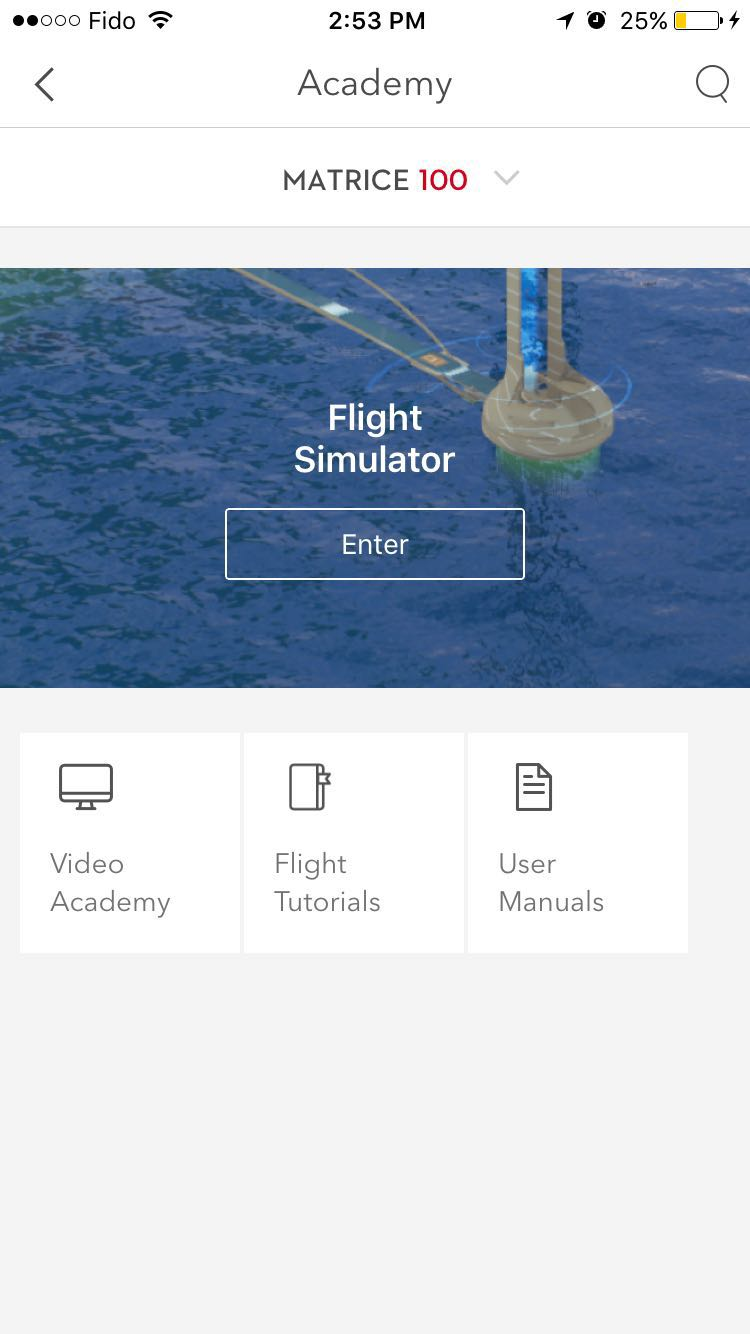 Fido 2:53 PM 25%
Academy
MATRICE 100
Flight
Simulator
Enter
Video
Academy
Flight
Tutorials
User
Manuals